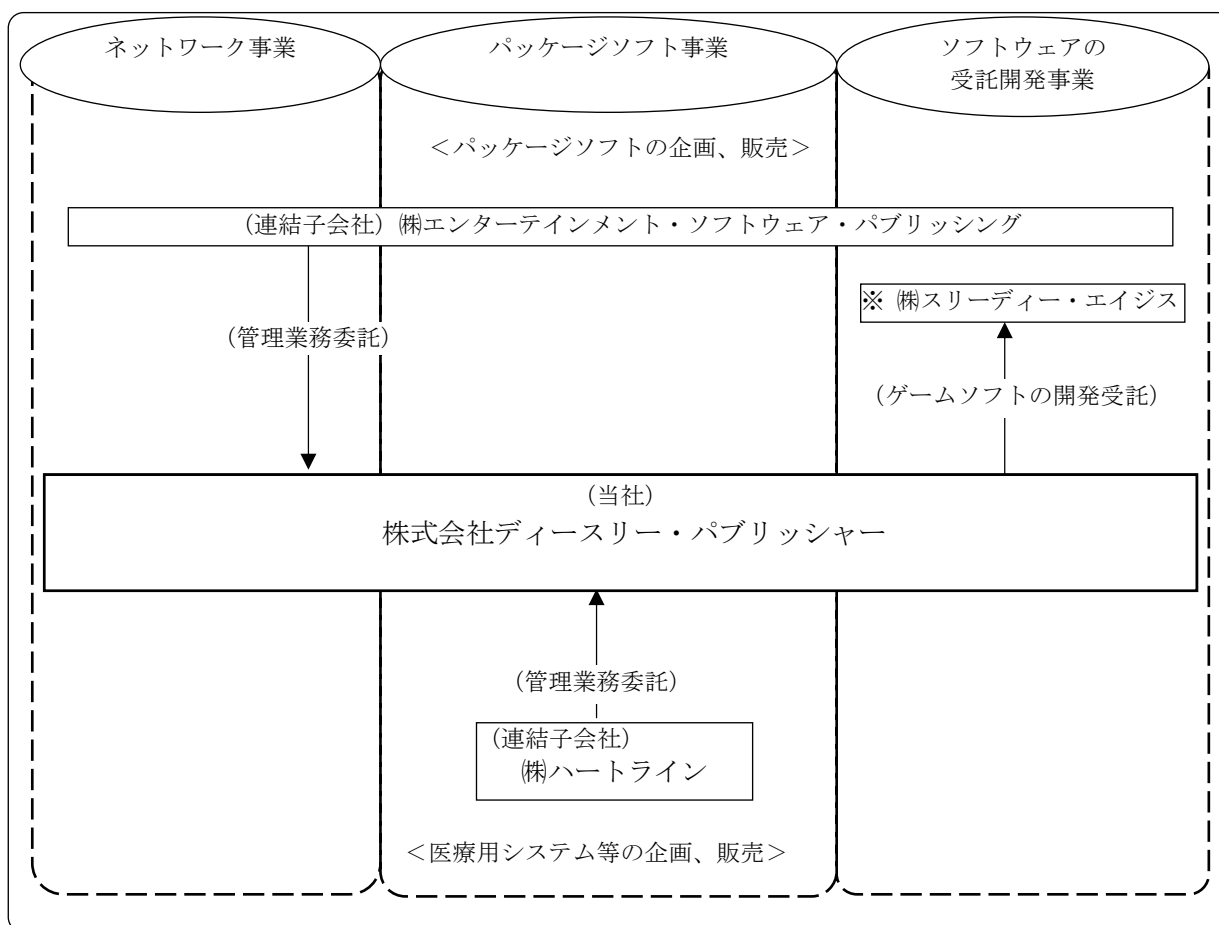 ネットワーク事業
パッケージソフト事業
ソフトウェアの
受託開発事業
＜パッケージソフトの企画、販売＞
(連結子会社) ㈱エンターテインメント・ソフトウェア・パブリッシング
※ ㈱スリーディー・エイジス
(管理業務委託)
(ゲームソフトの開発受託)
(当社)
株式会社ディースリー・パブリッシャー
(管理業務委託)
(連結子会社)
㈱ハートライン
＜医療用システム等の企画、販売＞